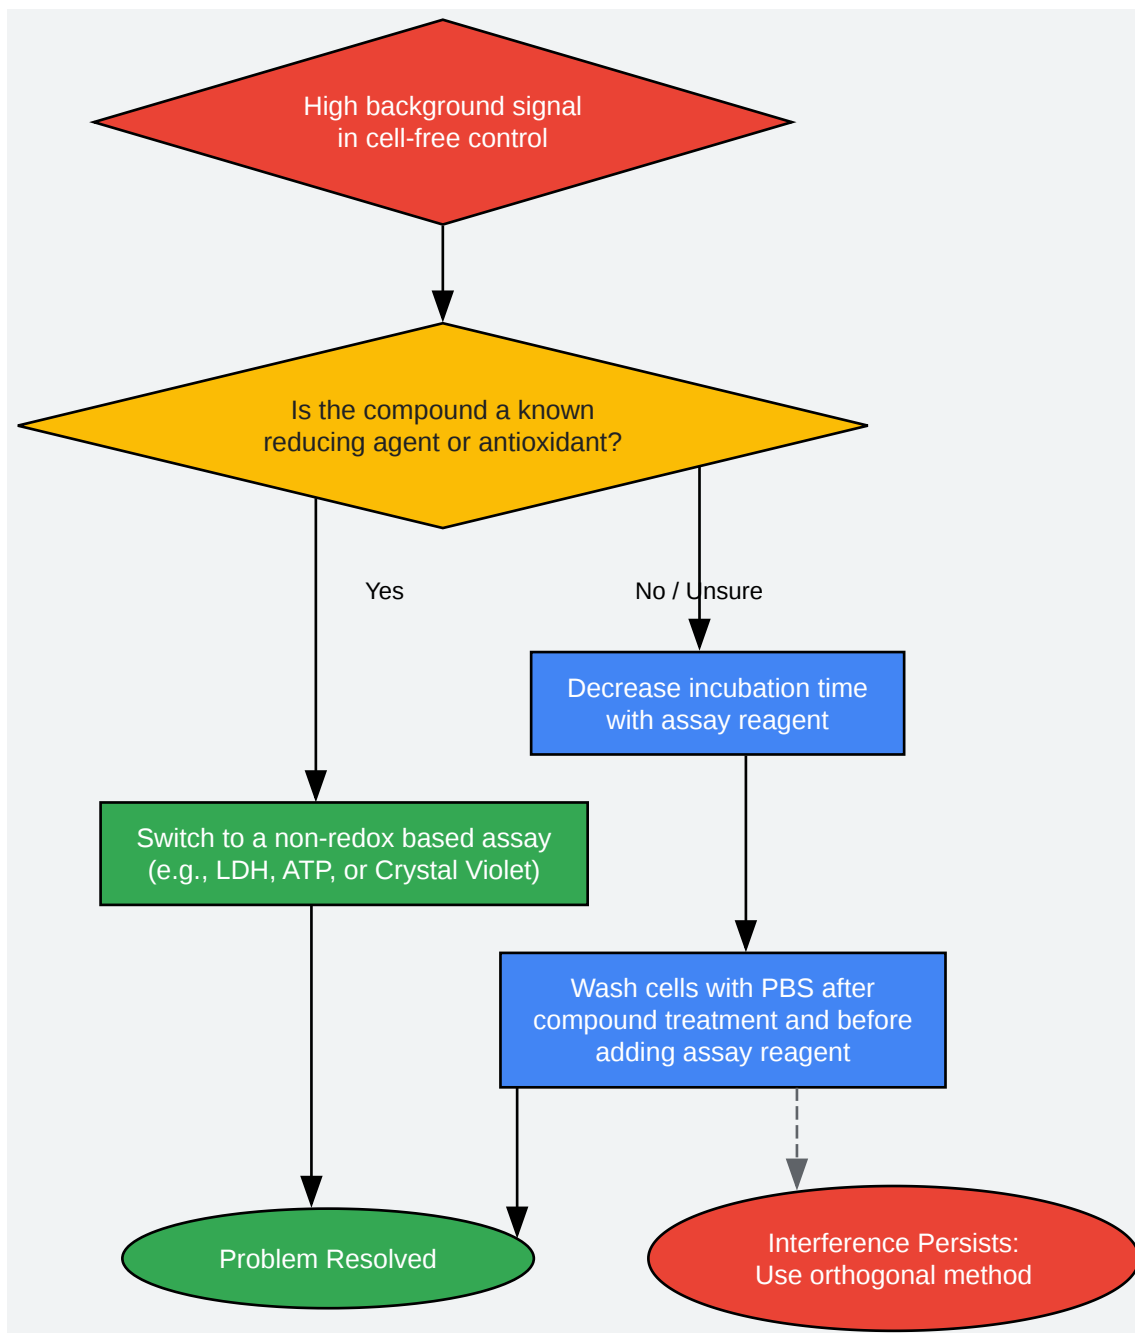 High background signal
in cell-free control
Is the compound a known
reducing agent or antioxidant?
Yes
No / Unsure
Decrease incubation time
with assay reagent
Switch to a non-redox based assay
(e.g., LDH, ATP, or Crystal Violet)
Wash cells with PBS after
compound treatment and before
adding assay reagent
Problem Resolved
Interference Persists:
Use orthogonal method